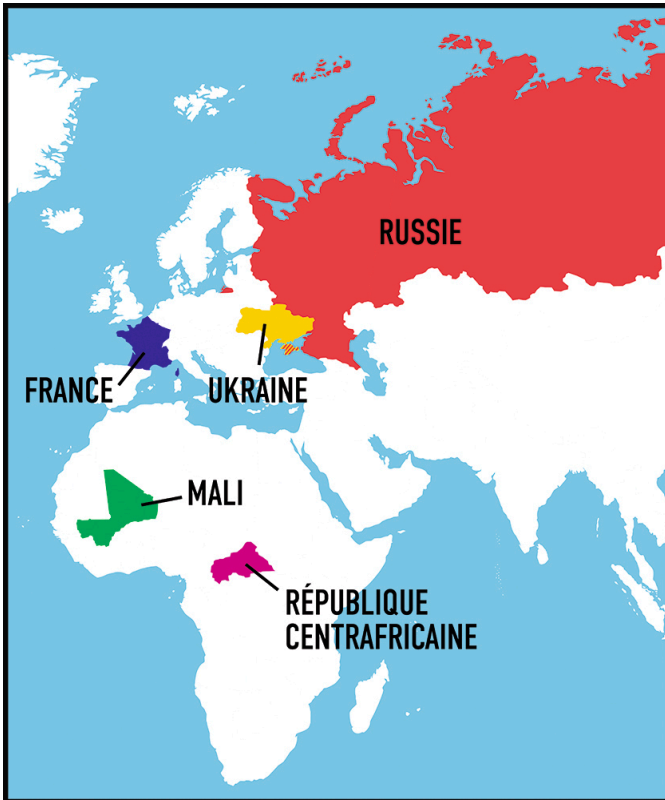 RUSSIE
FRANCE
UKRAINE
MALI
RÉPUBLIQUE
CENTRAFRICAINE